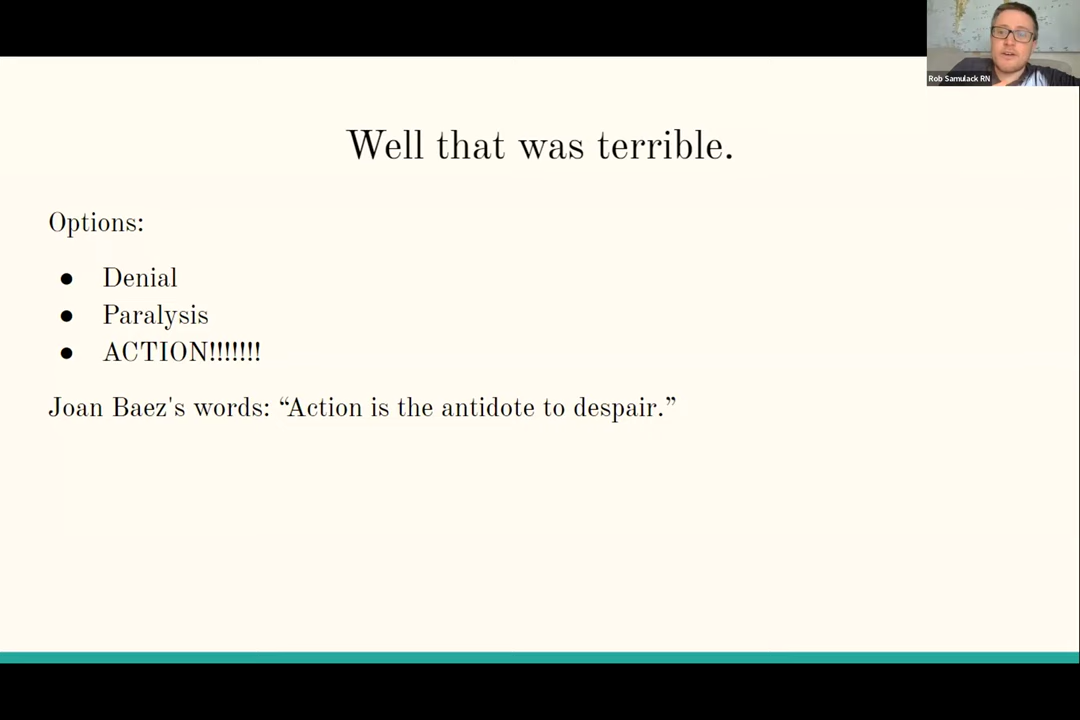 Rob Samulack RN
Well that was terrible.
Options:
● Denial
● Paralysis
● ACTION!!!!!!!
Joan Baez's words: “Action is the antidote to despair.”